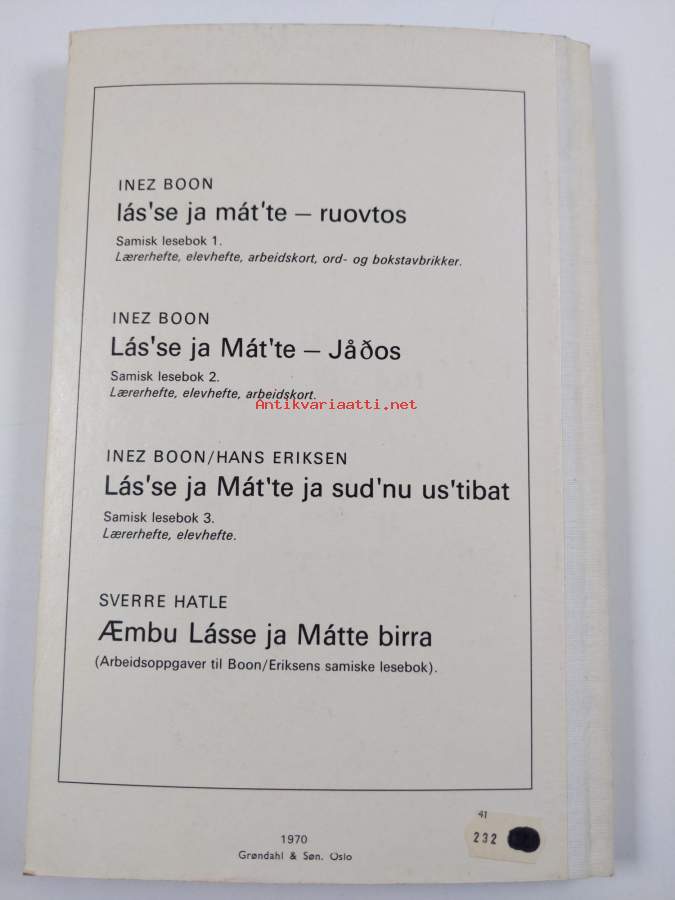 INEZ BOON
lás'se ja mát'te – ruovtos
Samisk lesebok 1.
Lærerhefte, elevhefte, arbeidskort, ord- og bokstavbrikker.
INEZ BOON
Lás'se ja Mát'te – Jåðos
Samisk lesebok 2.
Lærerhefte, elevhefte, arbeidskort.
Antikvariaatti.net
INEZ BOON/HANS ERIKSEN
Lás'se ja Mát'te ja sud'nu us'tibat
Samisk lesebok 3.
Lærerhefte, elevhefte.
SVERRE HATLE
Æmbu Lásse ja Mátte birra
(Arbeidsoppgaver til Boon/Eriksens samiske lesebok).
41
232
1970
Grøndahl & Søn. Oslo